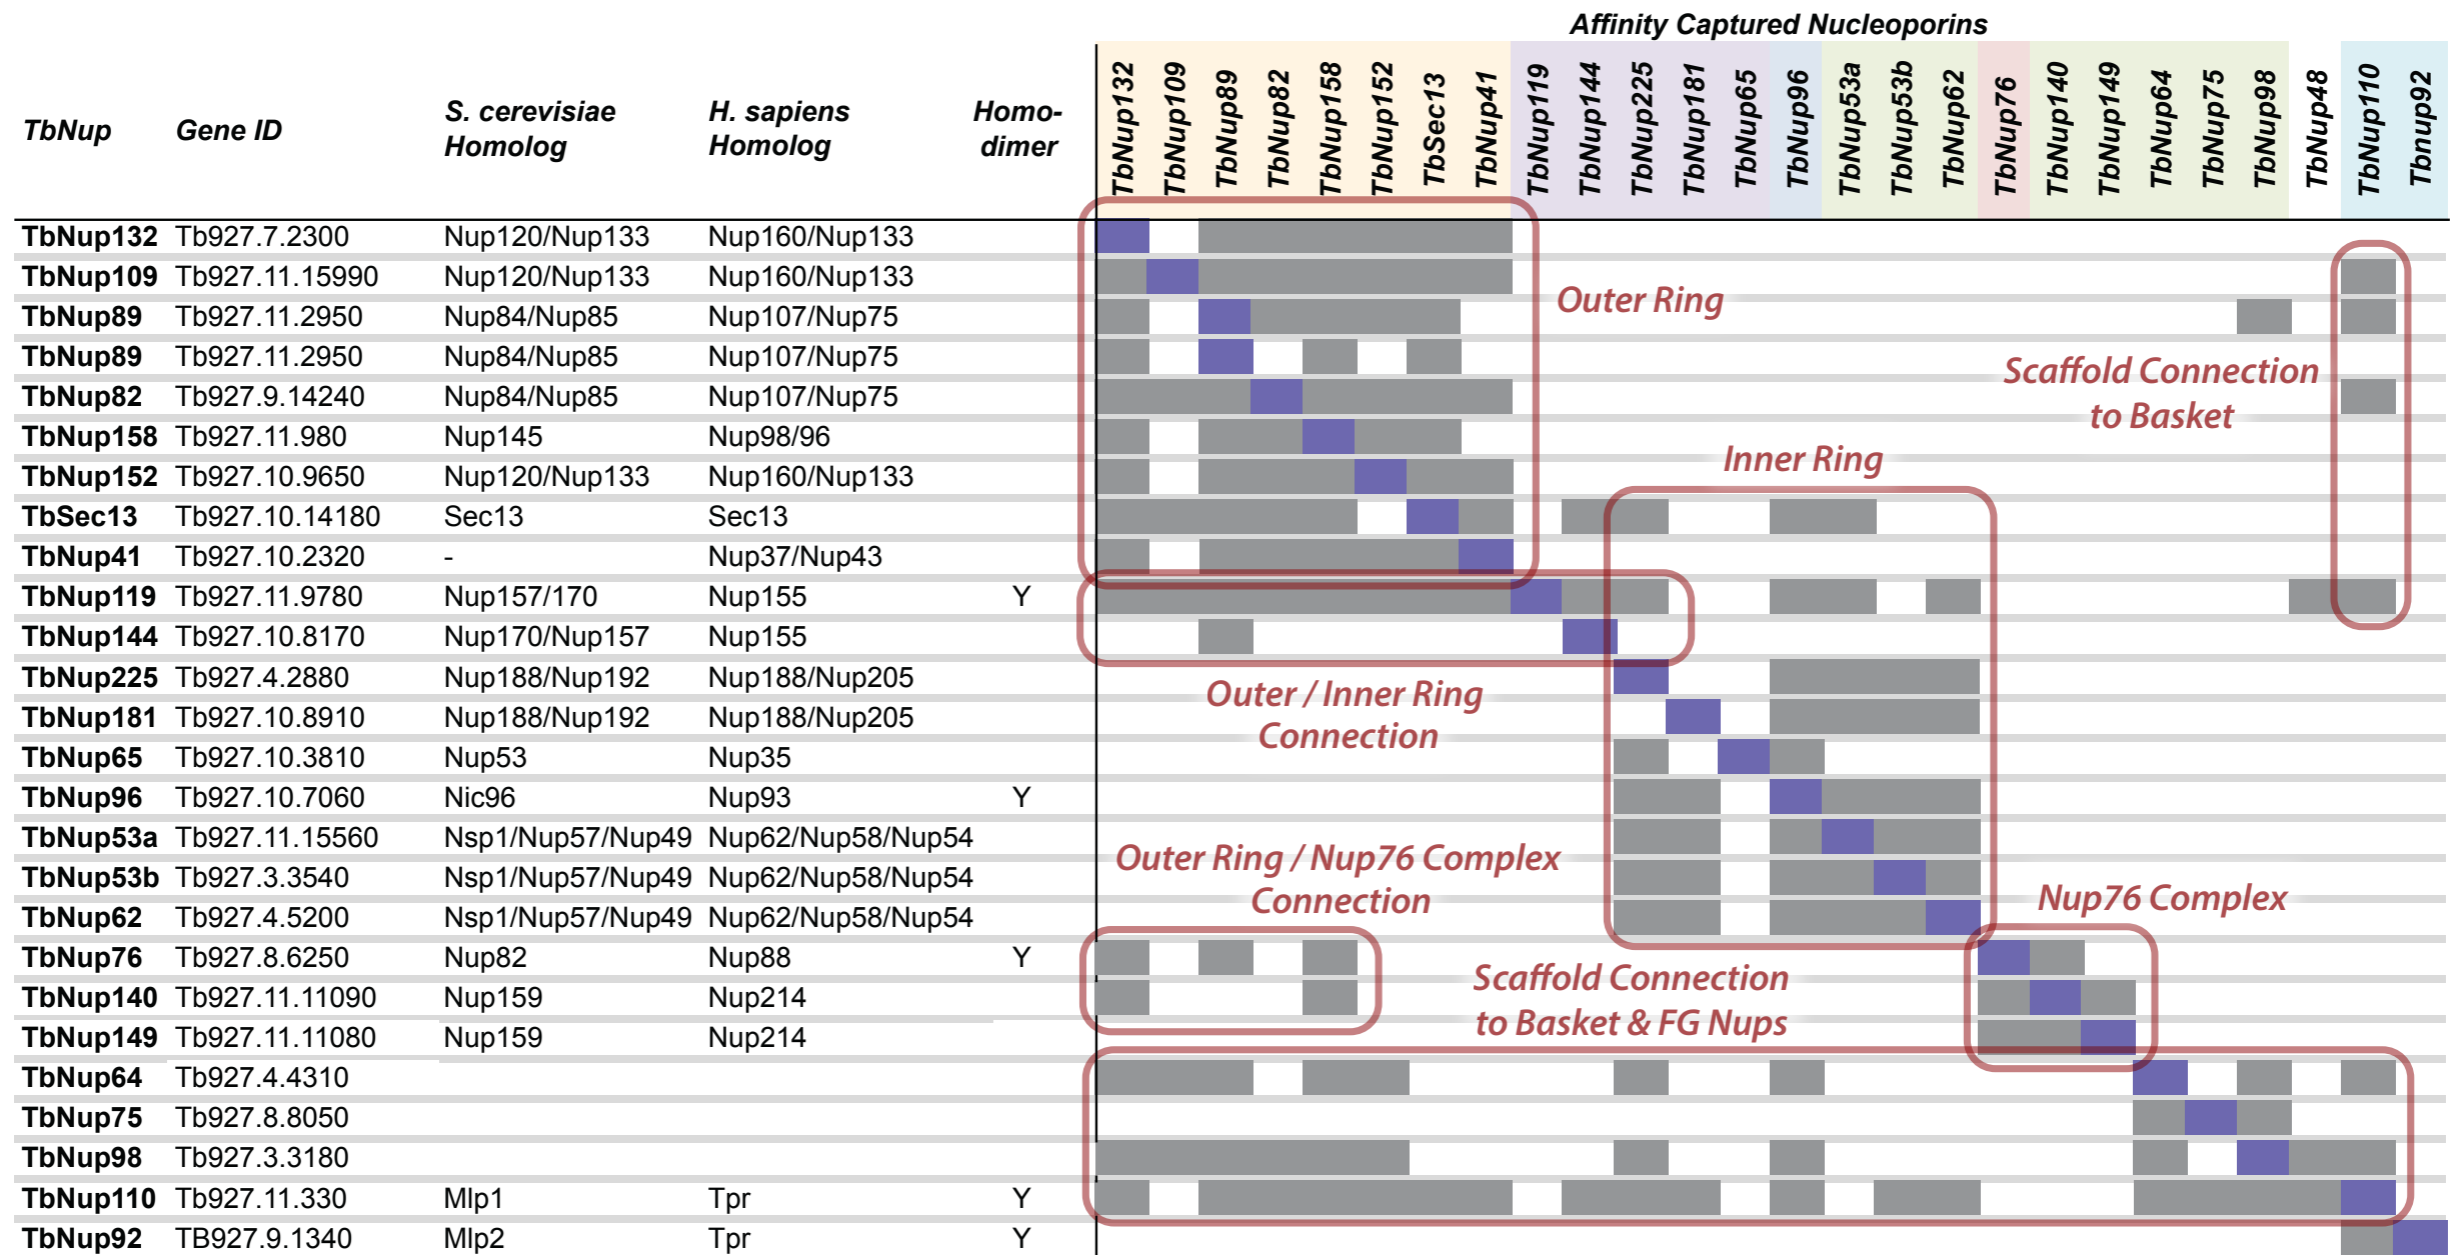 Affinity Captured Nucleoporins
TbNup Gene ID S. cerevisiae Homolog H. sapiens Homolog Homo-dimer TbNup132 TbNup109 TbNup89 TbNup82 TbNup158 TbNup152 TbSec13 TbNup41 TbNup119 TbNup144 TbNup225 TbNup181 TbNup65 TbNup96 TbNup53a TbNup53b TbNup62 TbNup76 TbNup140 TbNup149 TbNup64 TbNup75 TbNup98 TbNup48 TbNup110 Tbnup92
TbNup132 Tb927.7.2300 Nup120/Nup133 Nup160/Nup133
TbNup109 Tb927.11.15990 Nup120/Nup133 Nup160/Nup133
TbNup89 Tb927.11.2950 Nup84/Nup85 Nup107/Nup75
TbNup89 Tb927.11.2950 Nup84/Nup85 Nup107/Nup75
TbNup82 Tb927.9.14240 Nup84/Nup85 Nup107/Nup75
TbNup158 Tb927.11.980 Nup145 Nup98/96
TbNup152 Tb927.10.9650 Nup120/Nup133 Nup160/Nup133
TbSec13 Tb927.10.14180 Sec13 Sec13
TbNup41 Tb927.10.2320 - Nup37/Nup43
TbNup119 Tb927.11.9780 Nup157/170 Nup155 Y
TbNup144 Tb927.10.8170 Nup170/Nup157 Nup155
TbNup225 Tb927.4.2880 Nup188/Nup192 Nup188/Nup205
TbNup181 Tb927.10.8910 Nup188/Nup192 Nup188/Nup205
TbNup65 Tb927.10.3810 Nup53 Nup35
TbNup96 Tb927.10.7060 Nic96 Nup93 Y
TbNup53a Tb927.11.15560 Nsp1/Nup57/Nup49 Nup62/Nup58/Nup54
TbNup53b Tb927.3.3540 Nsp1/Nup57/Nup49 Nup62/Nup58/Nup54
TbNup62 Tb927.4.5200 Nsp1/Nup57/Nup49 Nup62/Nup58/Nup54
TbNup76 Tb927.8.6250 Nup82 Nup88 Y
TbNup140 Tb927.11.11090 Nup159 Nup214
TbNup149 Tb927.11.11080 Nup159 Nup214
TbNup64 Tb927.4.4310
TbNup75 Tb927.8.8050
TbNup98 Tb927.3.3180
TbNup110 Tb927.11.330 Mlp1 Tpr Y
TbNup92 TB927.9.1340 Mlp2 Tpr Y
Outer Ring
Scaffold Connection
to Basket
Inner Ring
Outer / Inner Ring
Connection
Outer Ring / Nup76 Complex
Connection
Nup76 Complex
Scaffold Connection
to Basket & FG Nups